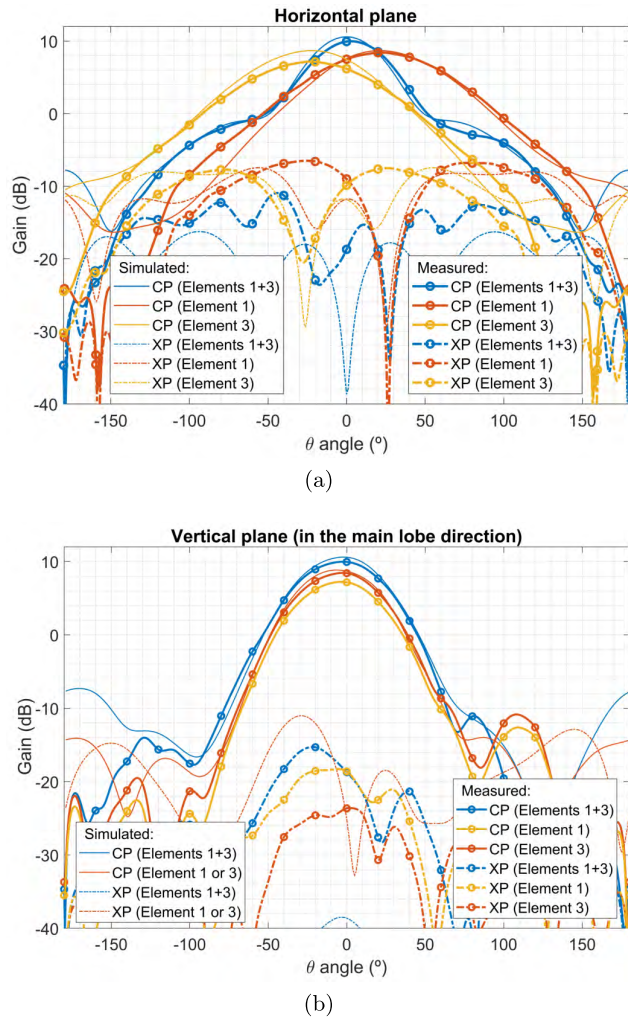 Horizontal plane
10
0
-10
-20
-30
-40
Gain (dB)
Simulated:
CP (Elements 1+3)
CP (Element 1)
CP (Element 3)
XP (Elements 1+3)
XP (Element 1)
XP (Element 3)
Measured:
CP (Elements 1+3)
CP (Element 1)
CP (Element 3)
XP (Elements 1+3)
XP (Element 1)
XP (Element 3)
-150 -100 -50 0 50 100 150
θ angle (º)
(a)
Vertical plane (in the main lobe direction)
10
0
-10
-20
-30
-40
Gain (dB)
Simulated:
CP (Elements 1+3)
CP (Element 1 or 3)
XP (Elements 1+3)
XP (Element 1 or 3)
Measured:
CP (Elements 1+3)
CP (Element 1)
CP (Element 3)
XP (Elements 1+3)
XP (Element 1)
XP (Element 3)
-150 -100 -50 0 50 100 150
θ angle (º)
(b)